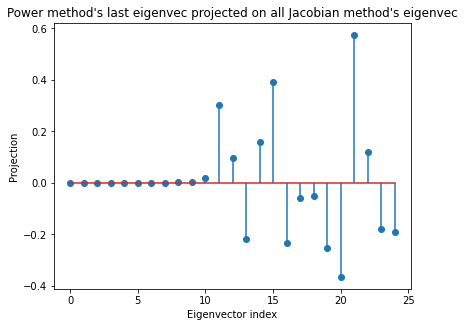 Power method's last eigenvec projected on all Jacobian method's eigenvec
0.6
0.4
0.2
0.0
−0.2
−0.4
Projection
0 5 10 15 20 25
Eigenvector index